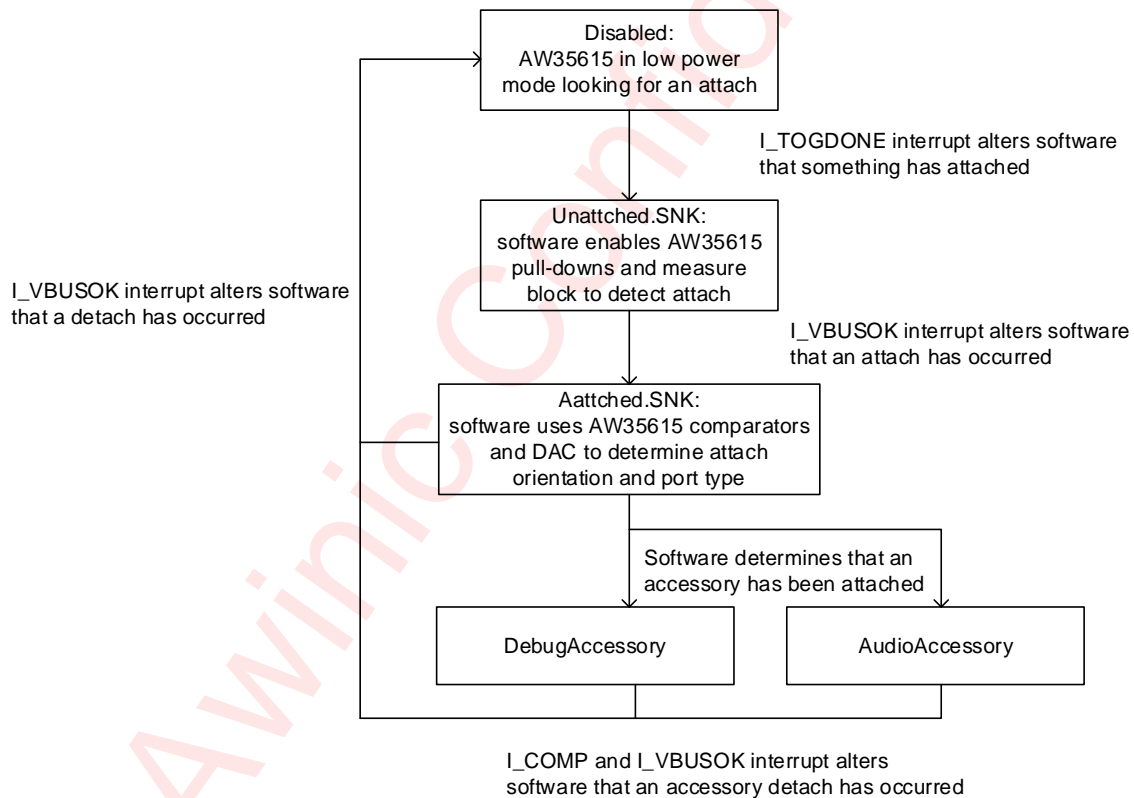 Disabled:
AW35615 in low power
mode looking for an attach
I_TOGDONE interrupt alters software
that something has attached
Unattched.SNK:
software enables AW35615
pull-downs and measure
block to detect attach
I_VBUSOK interrupt alters software
that a detach has occurred
I_VBUSOK interrupt alters software
that an attach has occurred
Aattched.SNK:
software uses AW35615 comparators
and DAC to determine attach
orientation and port type
Software determines that an
accessory has been attached
DebugAccessory
AudioAccessory
I_COMP and I_VBUSOK interrupt alters
software that an accessory detach has occurred
Awinic Confid